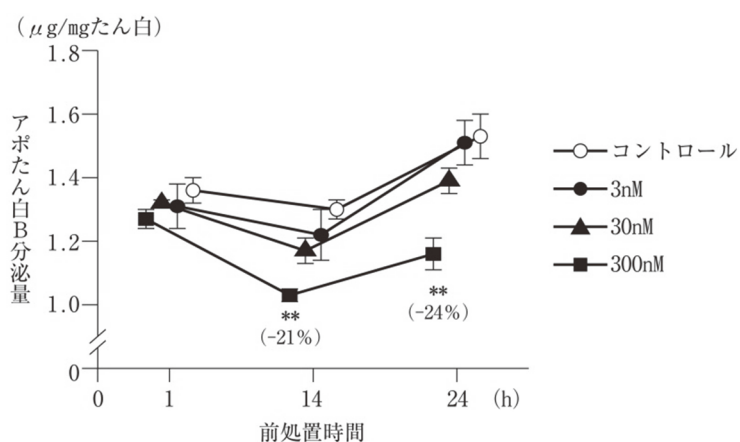 (μg/mgたん白)
1.8
1.6
1.4
1.2
1.0
0
アポたん白B分泌量
コントロール
3nM
30nM
300nM
**
(-21%)
**
(-24%)
0 1 14 24 (h)
前処置時間